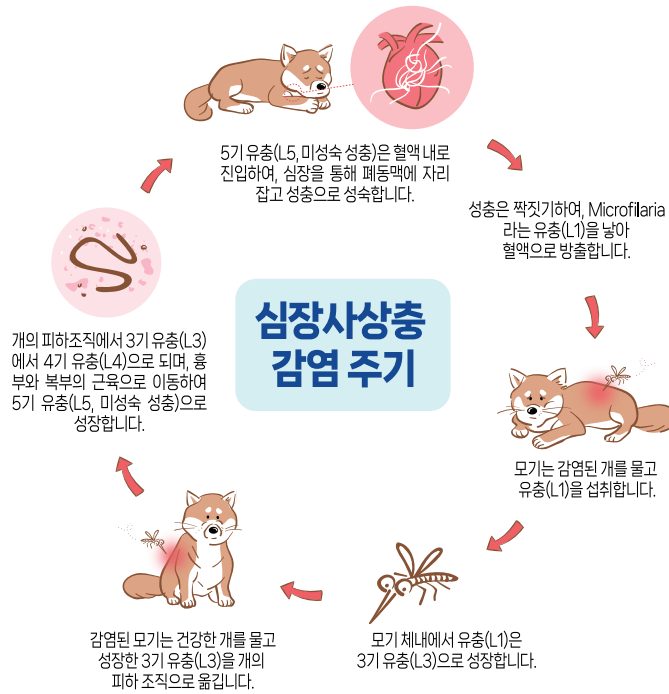 5기 유충(L5, 미성숙 성충)은 혈액 내로
진입하여, 심장을 통해 폐동맥에 자리
잡고 성충으로 성숙합니다.
성충은 짝짓기하여, Microfilaria
라는 유충(L1)을 낳아
혈액으로 방출합니다.
심장사상충
감염 주기
개의 피하조직에서 3기 유충(L3)
에서 4기 유충(L4)으로 되며, 흉
부와 복부의 근육으로 이동하여
5기 유충(L5, 미성숙 성충)으로
성장합니다.
모기는 감염된 개를 물고
유충(L1)을 섭취합니다.
모기 체내에서 유충(L1)은
3기 유충(L3)으로 성장합니다.
감염된 모기는 건강한 개를 물고
성장한 3기 유충(L3)을 개의
피하 조직으로 옮깁니다.